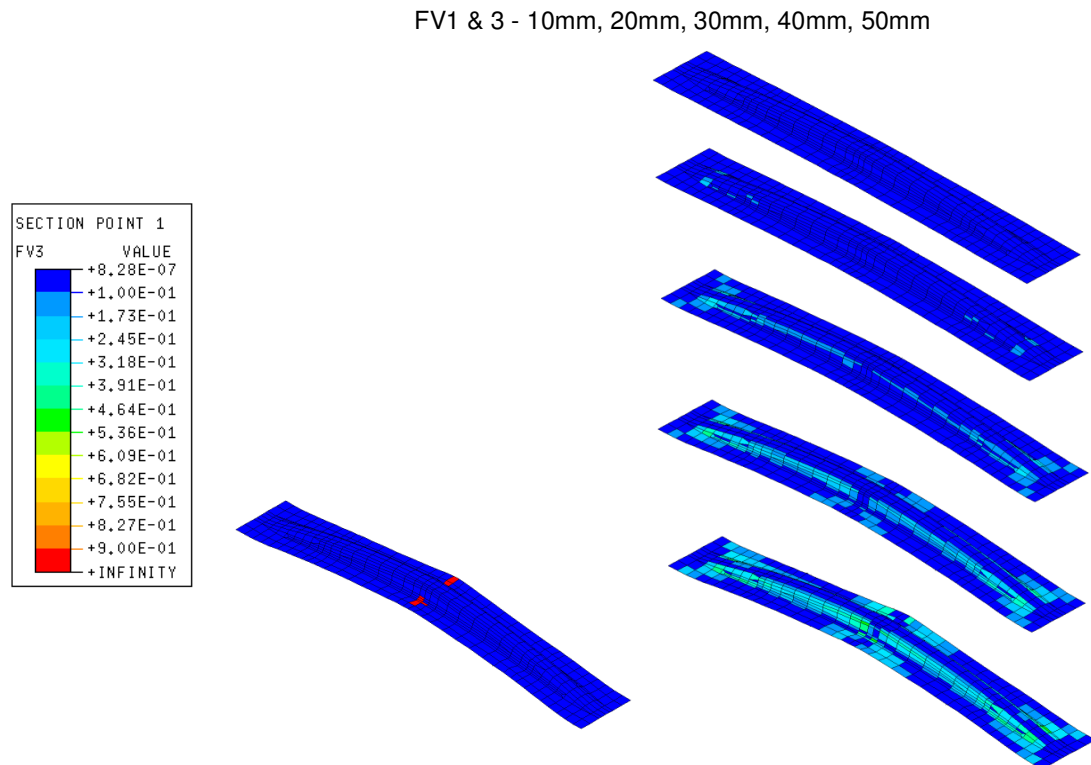 FV1 & 3 - 10mm, 20mm, 30mm, 40mm, 50mm
SECTION POINT 1
FV3 VALUE
+8.28E-07
+1.00E-01
+1.73E-01
+2.45E-01
+3.18E-01
+3.91E-01
+4.64E-01
+5.36E-01
+6.09E-01
+6.82E-01
+7.55E-01
+8.27E-01
+9.00E-01
+INFINITY